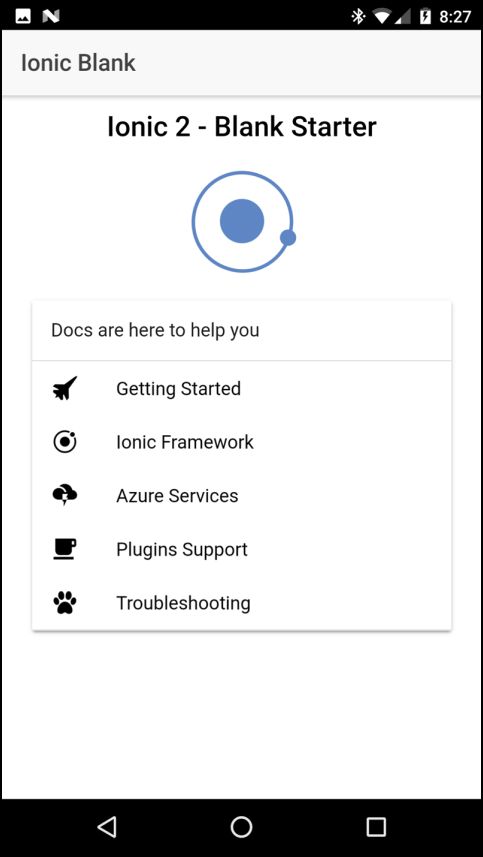 8:27
Ionic Blank
Ionic 2 - Blank Starter
Docs are here to help you
Getting Started
Ionic Framework
Azure Services
Plugins Support
Troubleshooting